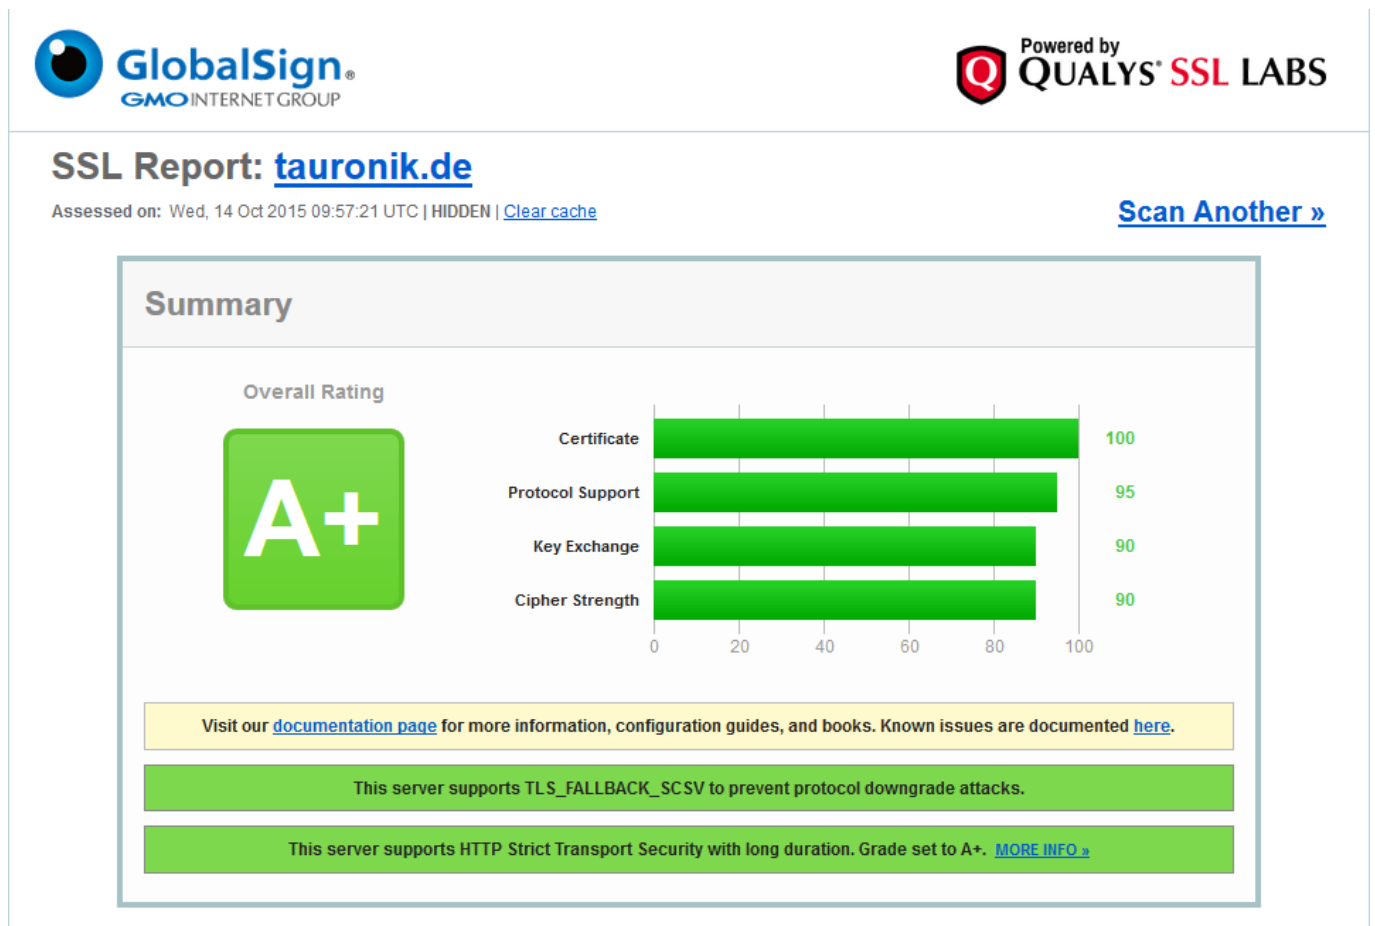 GlobalSign®
GMO INTERNET GROUP
Powered by
QUALYS® SSL LABS
SSL Report: tauronik.de
Assessed on: Wed, 14 Oct 2015 09:57:21 UTC | HIDDEN | Clear cache
Scan Another »
Summary
Overall Rating
A+
Certificate 100
Protocol Support 95
Key Exchange 90
Cipher Strength 90
0 20 40 60 80 100
Visit our documentation page for more information, configuration guides, and books. Known issues are documented here.
This server supports TLS_FALLBACK_SCSV to prevent protocol downgrade attacks.
This server supports HTTP Strict Transport Security with long duration. Grade set to A+. MORE INFO »